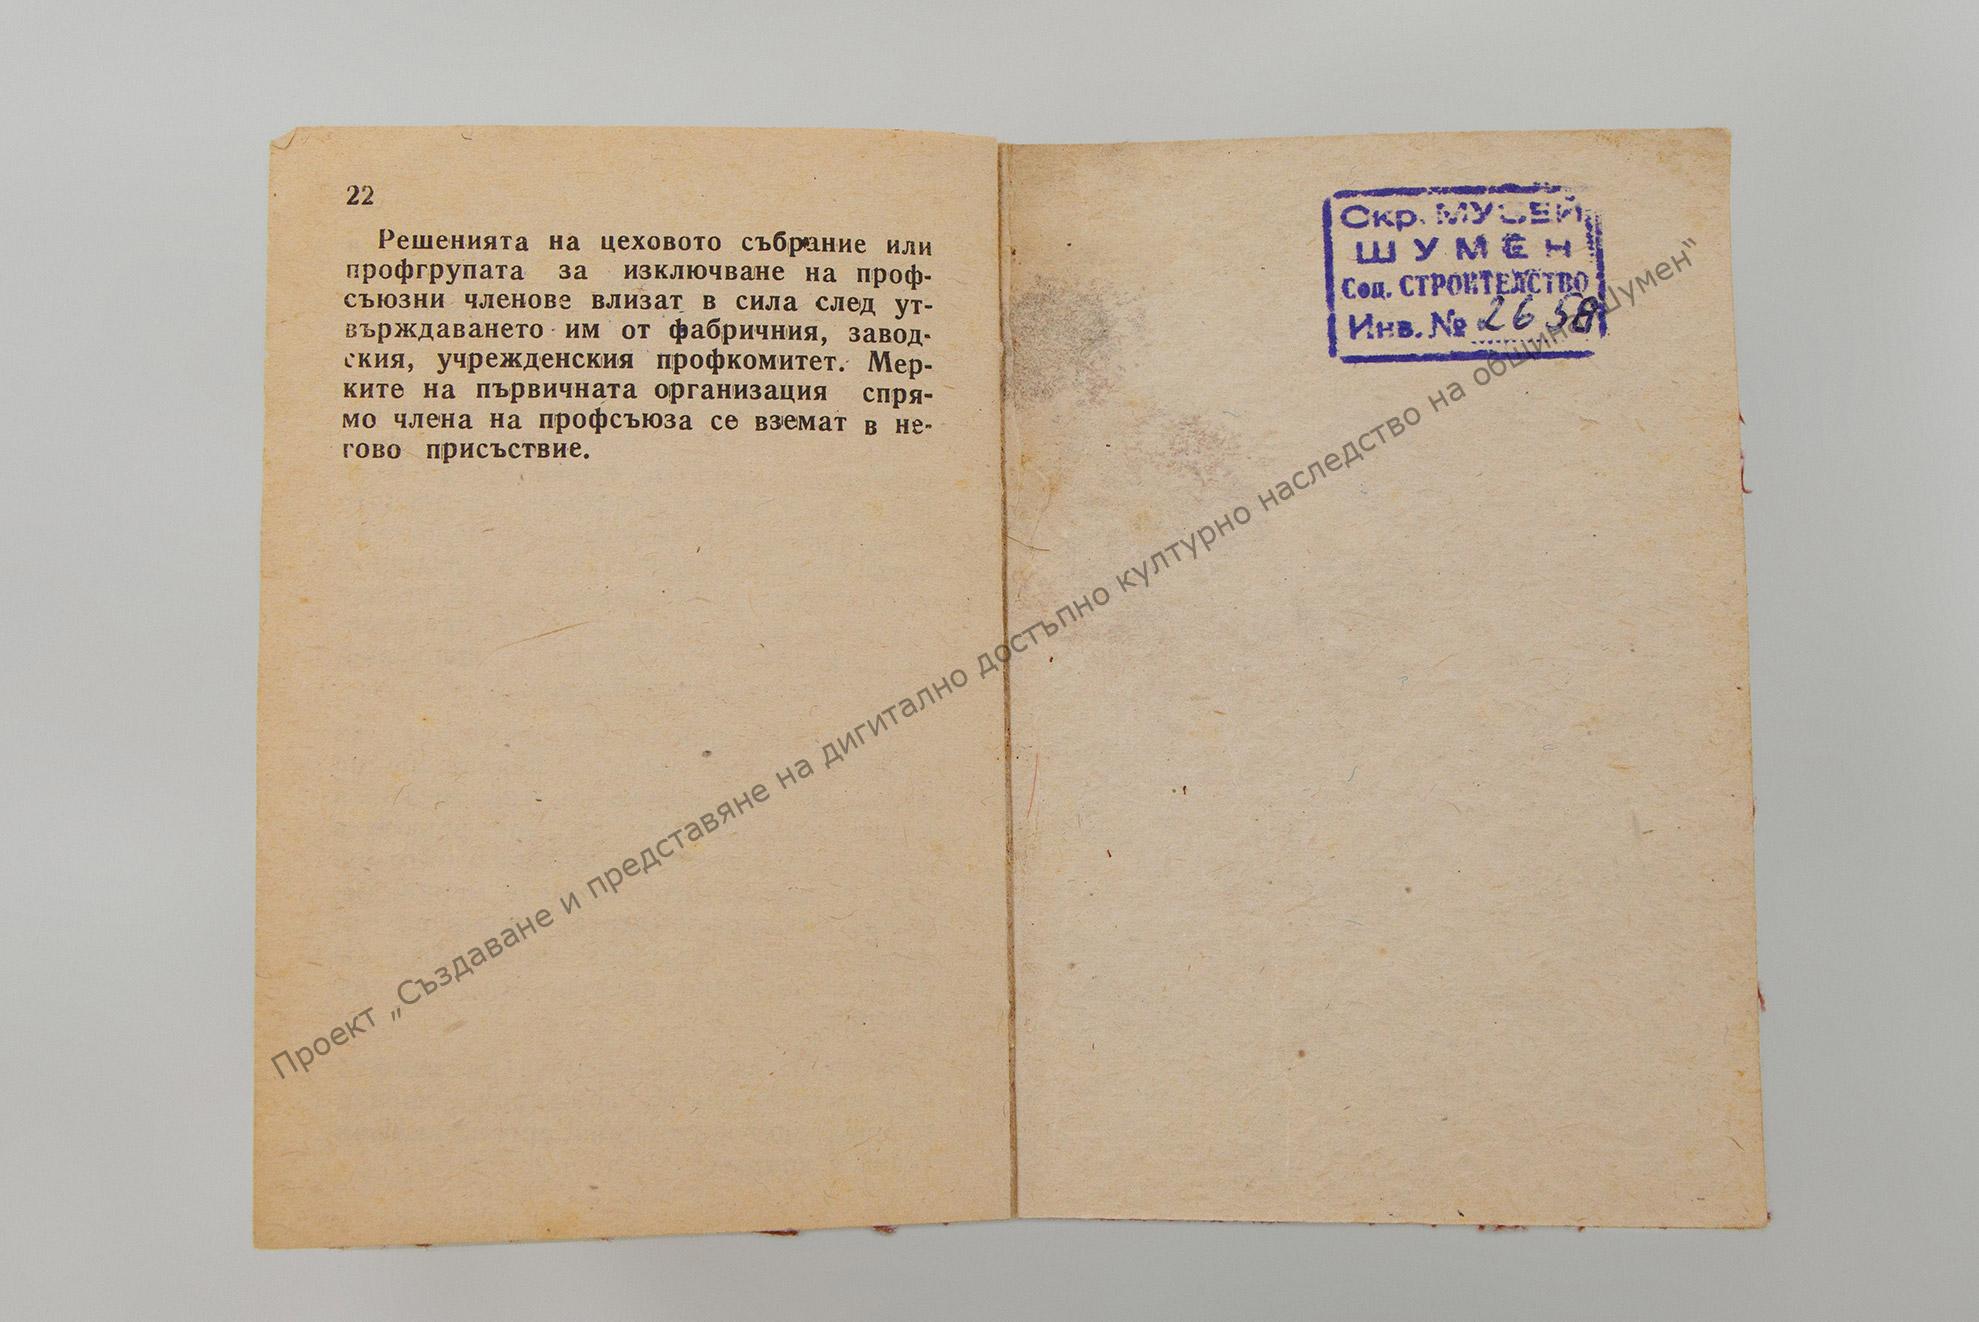 22
Решенията на цеховото събрание или
профгрупата за изключване на проф-
съюзни членове влизат в сила след ут-
върждаването им от фабричния, завод-
ския, учрежденския профкомитет. Мер-
ките на първичната организация спря-
мо члена на профсъюза се вземат в не-
гово присъствие.
Окр. МУЗЕЙ
ШУМЕН
Соц. СТРОИТЕЛСТВО
Инв. № 2658
Проект „Създаване и представяне на дигитално достъпно културно наследство на община Шумен"